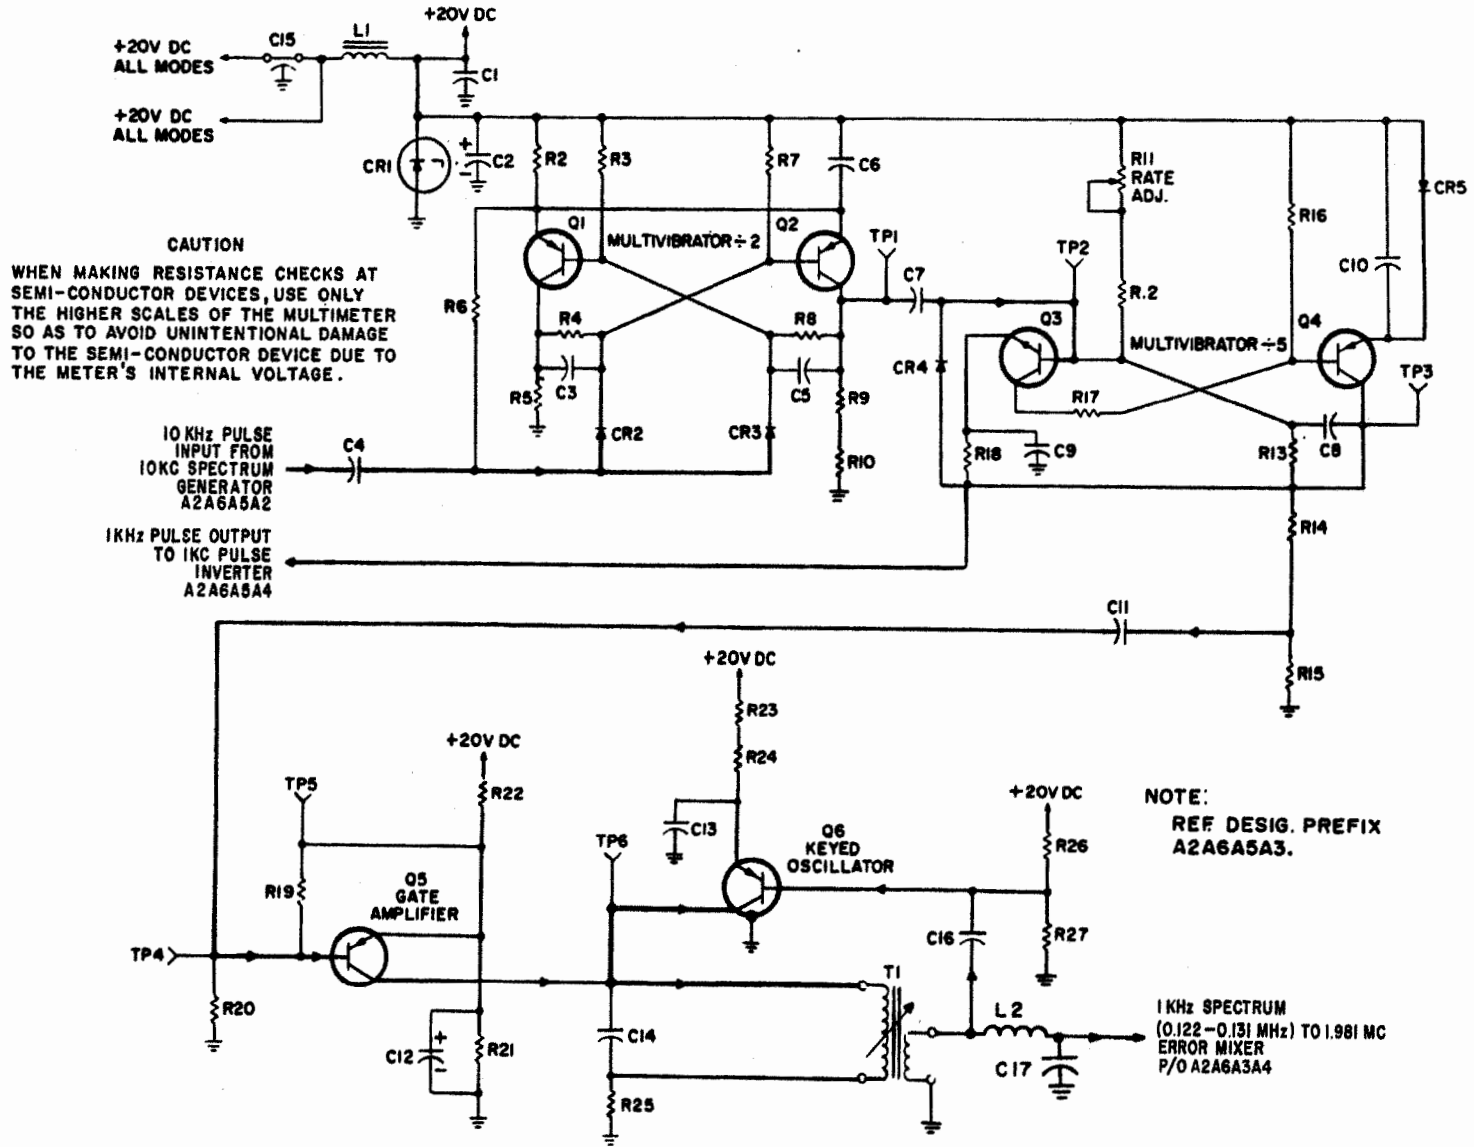 +20V DC
C15
L1
+20V DC
ALL MODES
C1
+20V DC
ALL MODES
CR1
C2
R2
R3
R7
C6
R11
RATE
ADJ.
R16
CR5
CAUTION
WHEN MAKING RESISTANCE CHECKS AT
SEMI-CONDUCTOR DEVICES, USE ONLY
THE HIGHER SCALES OF THE MULTIMETER
SO AS TO AVOID UNINTENTIONAL DAMAGE
TO THE SEMI-CONDUCTOR DEVICE DUE TO
THE METER'S INTERNAL VOLTAGE.
Q1
MULTIVIBRATOR ÷ 2
Q2
TP1
TP2
C10
R6
C7
R.2
R4
R8
Q3
MULTIVIBRATOR ÷5
Q4
CR4
TP3
R5
C3
C5
R9
R17
CR2
CR3
R10
R18
C9
R13
C8
10 KHz PULSE
INPUT FROM
10KC SPECTRUM
GENERATOR
A2A6A5A2
C4
1KHz PULSE OUTPUT
TO 1KC PULSE
INVERTER
A2A6A5A4
R14
C11
R15
+20V DC
R23
R24
+20V DC
TP5
R22
C13
TP6
Q6
KEYED
OSCILLATOR
+20V DC
R26
NOTE:
REF. DESIG. PREFIX
A2A6A5A3.
R19
Q5
GATE
AMPLIFIER
TP4
C16
R27
R20
T1
L2
C12
R21
C14
R25
C17
1 KHz SPECTRUM
(0.122-0.131 MHz) TO 1.981 MC
ERROR MIXER
P/O A2A6A3A4